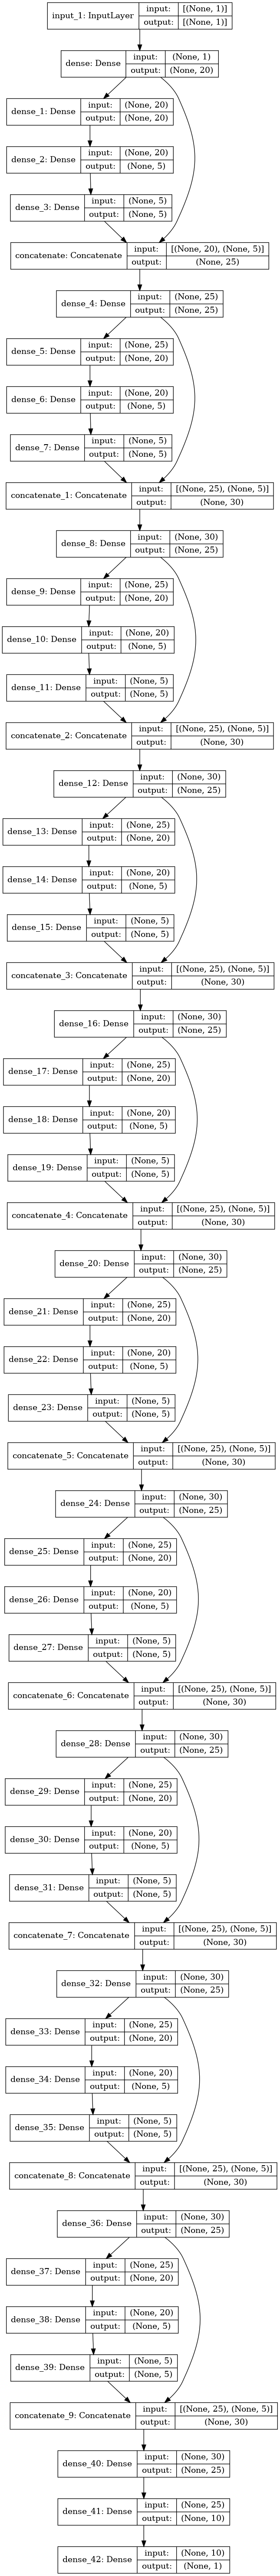 input_1: InputLayer
input: [(None, 1)]
output: [(None, 1)]
dense: Dense
input: (None, 1)
output: (None, 20)
dense_1: Dense
input: (None, 20)
output: (None, 20)
dense_2: Dense
input: (None, 20)
output: (None, 5)
dense_3: Dense
input: (None, 5)
output: (None, 5)
concatenate: Concatenate
input: [(None, 20), (None, 5)]
output: (None, 25)
dense_4: Dense
input: (None, 25)
output: (None, 25)
dense_5: Dense
input: (None, 25)
output: (None, 20)
dense_6: Dense
input: (None, 20)
output: (None, 5)
dense_7: Dense
input: (None, 5)
output: (None, 5)
concatenate_1: Concatenate
input: [(None, 25), (None, 5)]
output: (None, 30)
dense_8: Dense
input: (None, 30)
output: (None, 25)
dense_9: Dense
input: (None, 25)
output: (None, 20)
dense_10: Dense
input: (None, 20)
output: (None, 5)
dense_11: Dense
input: (None, 5)
output: (None, 5)
concatenate_2: Concatenate
input: [(None, 25), (None, 5)]
output: (None, 30)
dense_12: Dense
input: (None, 30)
output: (None, 25)
dense_13: Dense
input: (None, 25)
output: (None, 20)
dense_14: Dense
input: (None, 20)
output: (None, 5)
dense_15: Dense
input: (None, 5)
output: (None, 5)
concatenate_3: Concatenate
input: [(None, 25), (None, 5)]
output: (None, 30)
dense_16: Dense
input: (None, 30)
output: (None, 25)
dense_17: Dense
input: (None, 25)
output: (None, 20)
dense_18: Dense
input: (None, 20)
output: (None, 5)
dense_19: Dense
input: (None, 5)
output: (None, 5)
concatenate_4: Concatenate
input: [(None, 25), (None, 5)]
output: (None, 30)
dense_20: Dense
input: (None, 30)
output: (None, 25)
dense_21: Dense
input: (None, 25)
output: (None, 20)
dense_22: Dense
input: (None, 20)
output: (None, 5)
dense_23: Dense
input: (None, 5)
output: (None, 5)
concatenate_5: Concatenate
input: [(None, 25), (None, 5)]
output: (None, 30)
dense_24: Dense
input: (None, 30)
output: (None, 25)
dense_25: Dense
input: (None, 25)
output: (None, 20)
dense_26: Dense
input: (None, 20)
output: (None, 5)
dense_27: Dense
input: (None, 5)
output: (None, 5)
concatenate_6: Concatenate
input: [(None, 25), (None, 5)]
output: (None, 30)
dense_28: Dense
input: (None, 30)
output: (None, 25)
dense_29: Dense
input: (None, 25)
output: (None, 20)
dense_30: Dense
input: (None, 20)
output: (None, 5)
dense_31: Dense
input: (None, 5)
output: (None, 5)
concatenate_7: Concatenate
input: [(None, 25), (None, 5)]
output: (None, 30)
dense_32: Dense
input: (None, 30)
output: (None, 25)
dense_33: Dense
input: (None, 25)
output: (None, 20)
dense_34: Dense
input: (None, 20)
output: (None, 5)
dense_35: Dense
input: (None, 5)
output: (None, 5)
concatenate_8: Concatenate
input: [(None, 25), (None, 5)]
output: (None, 30)
dense_36: Dense
input: (None, 30)
output: (None, 25)
dense_37: Dense
input: (None, 25)
output: (None, 20)
dense_38: Dense
input: (None, 20)
output: (None, 5)
dense_39: Dense
input: (None, 5)
output: (None, 5)
concatenate_9: Concatenate
input: [(None, 25), (None, 5)]
output: (None, 30)
dense_40: Dense
input: (None, 30)
output: (None, 25)
dense_41: Dense
input: (None, 25)
output: (None, 10)
dense_42: Dense
input: (None, 10)
output: (None, 1)